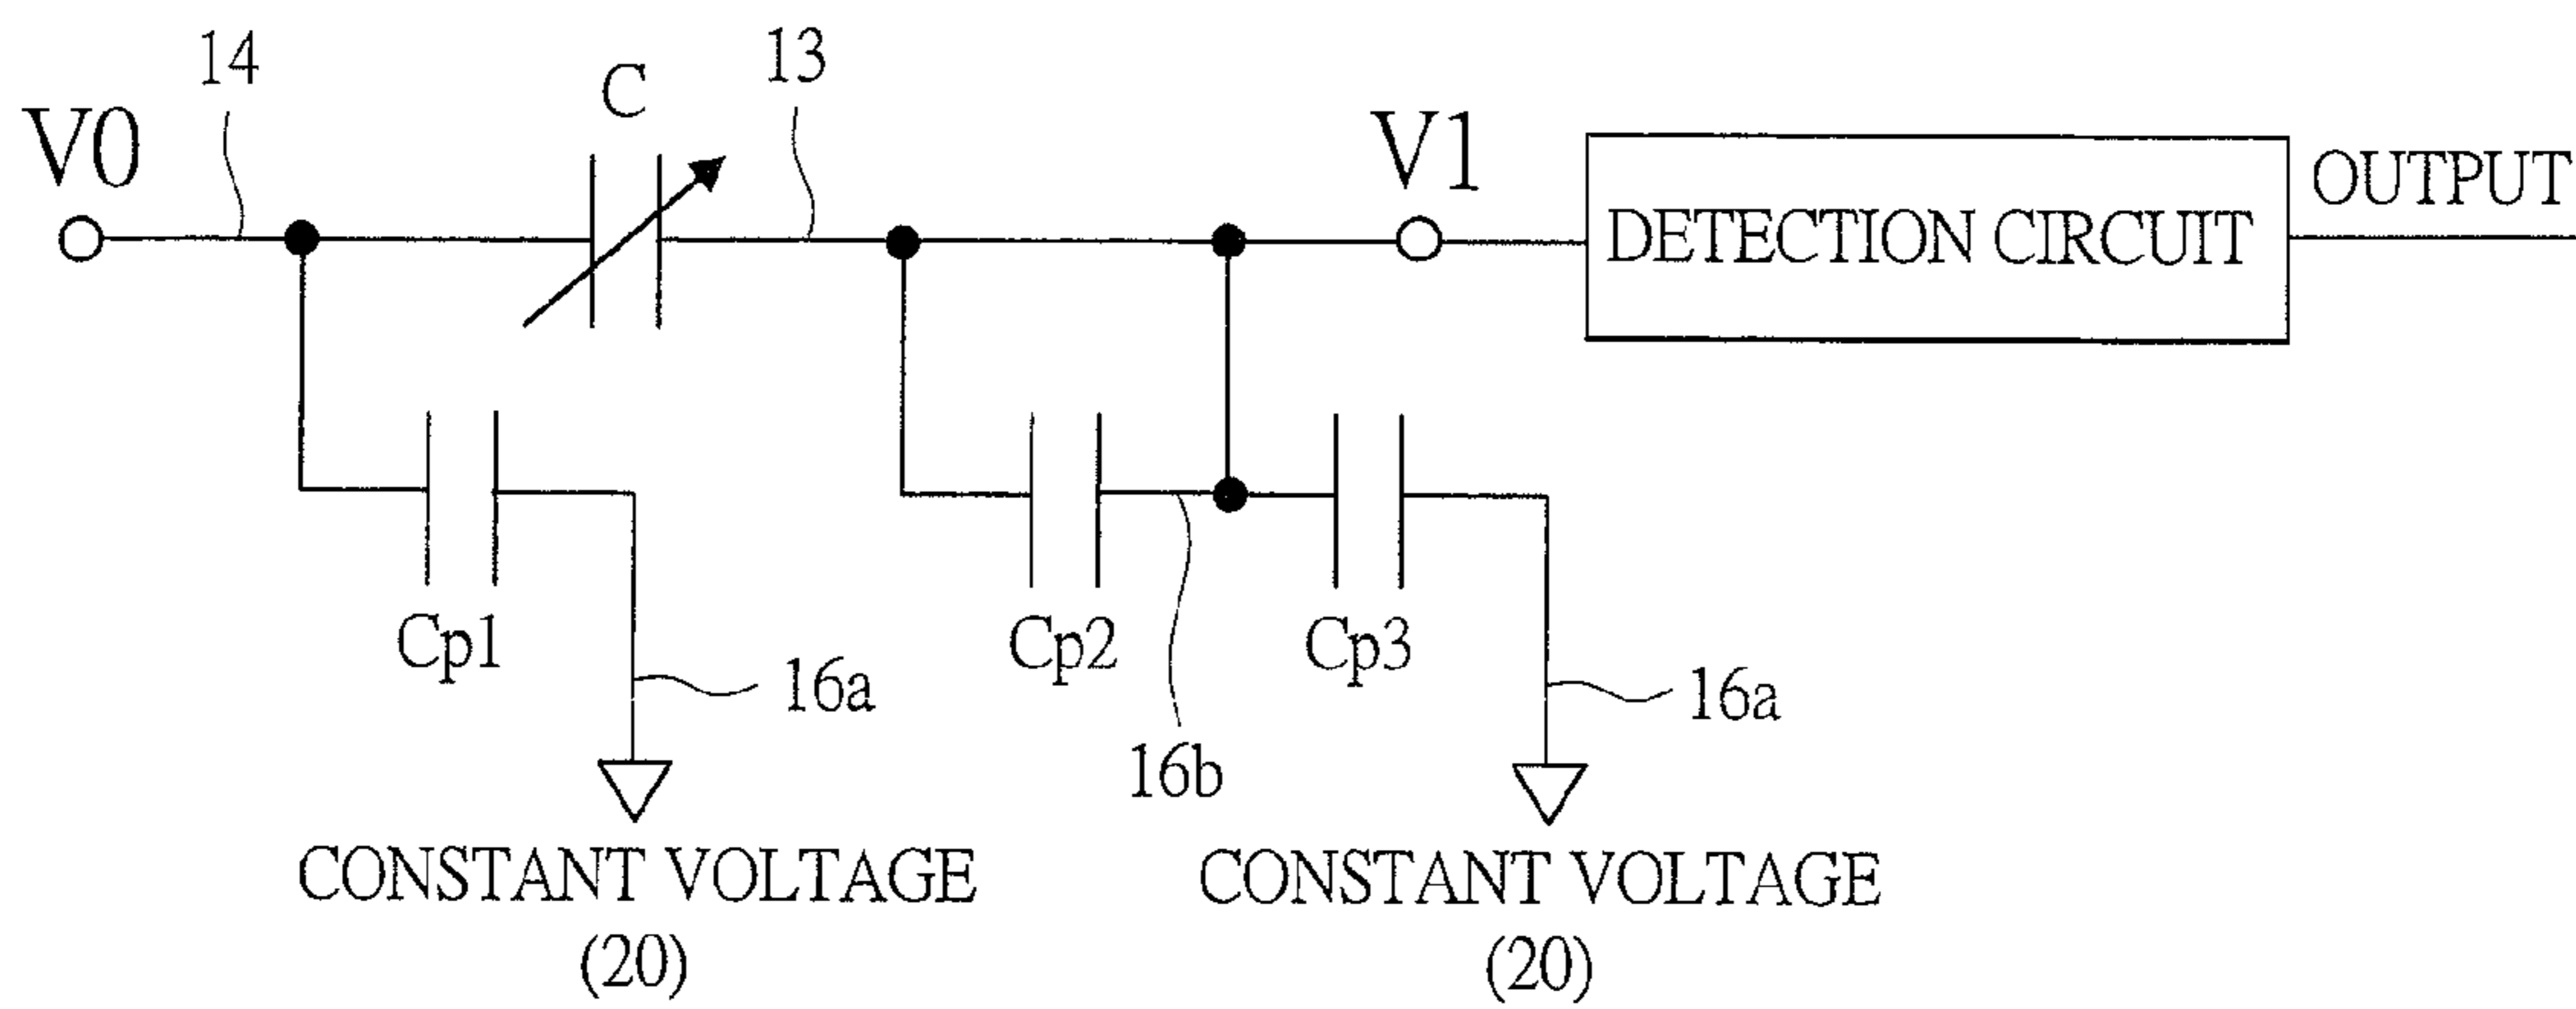 14
C
13
V0
V1
DETECTION CIRCUIT
OUTPUT
Cp1
Cp2
Cp3
16a
16b
16a
CONSTANT VOLTAGE
(20)
CONSTANT VOLTAGE
(20)